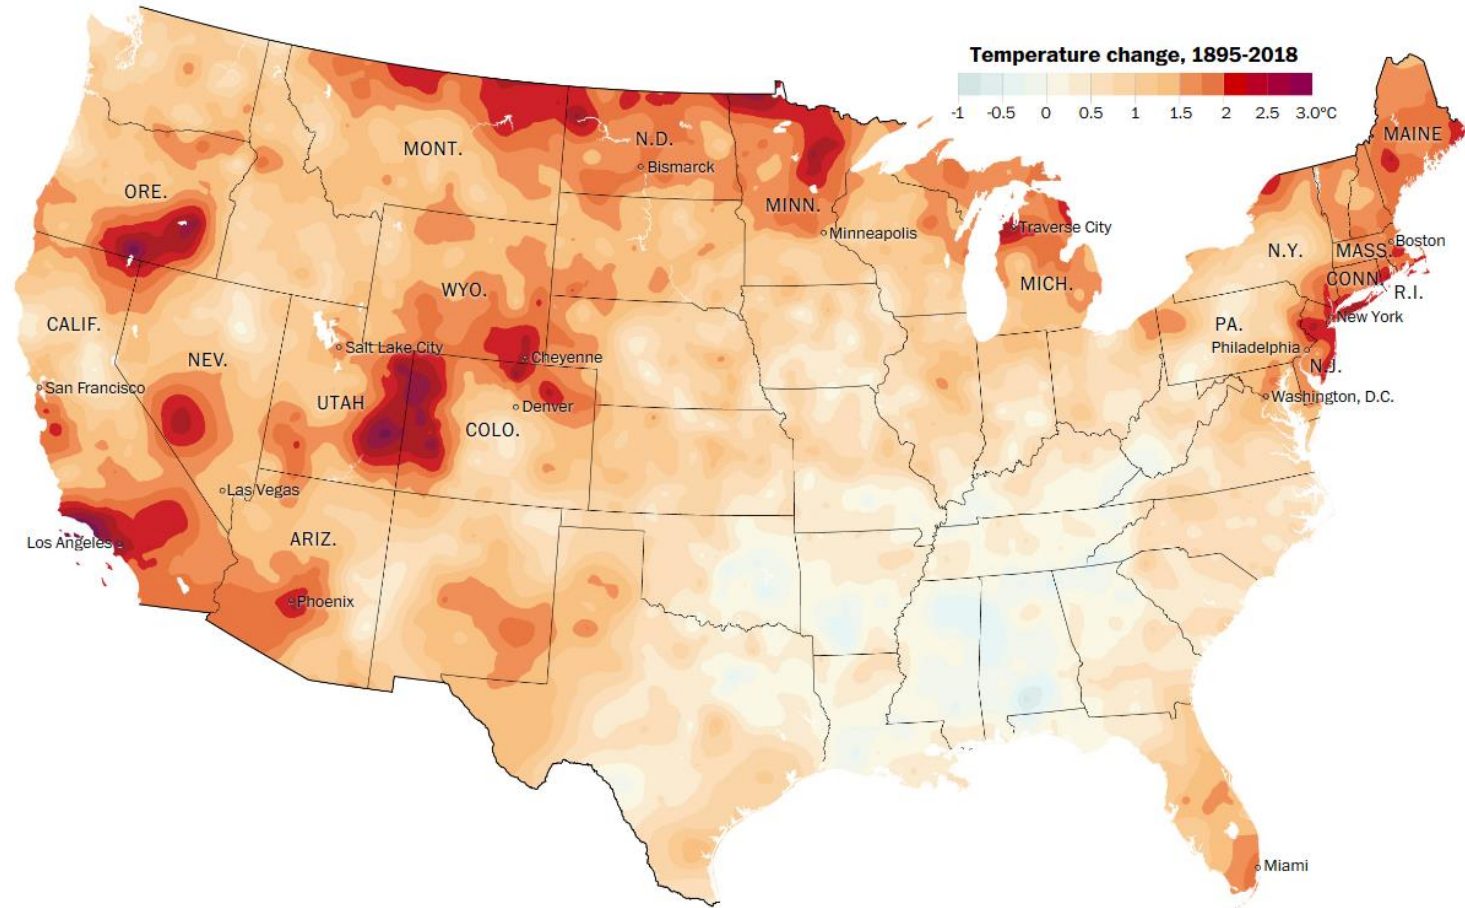 Temperature change, 1895-2018
-1 -0.5 0 0.5 1 1.5 2 2.5 3.0°C
MAINE
MONT.
N.D.
Bismarck
ORE.
MINN.
Minneapolis
Traverse City
Boston
N.Y.
MASS.
CONN.
R.I.
MICH.
WYO.
CALIF.
New York
PA.
Philadelphia
N.J.
Salt Lake City
Cheyenne
NEV.
San Francisco
UTAH
Denver
Washington, D.C.
COLO.
Las Vegas
Los Angeles
ARIZ.
Phoenix
Miami